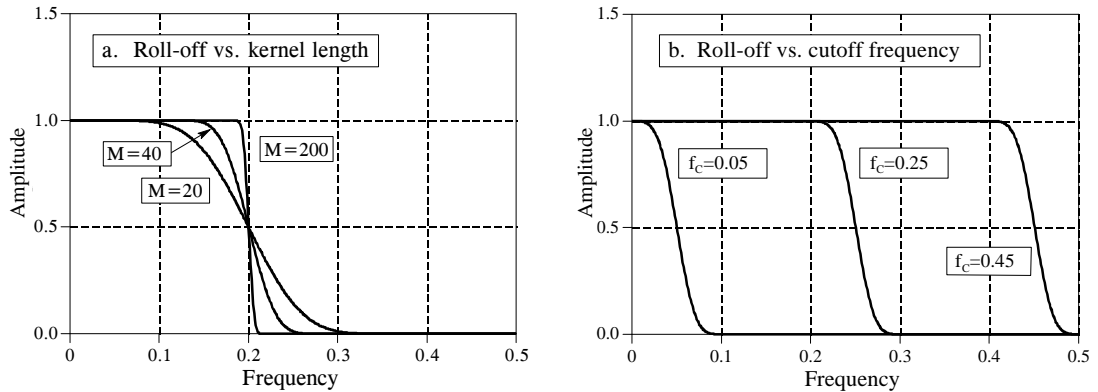 a. Roll-off vs. kernel length
1.5
1.0
0.5
0.0
Amplitude
M=40
M=20
M=200
0 0.1 0.2 0.3 0.4 0.5
Frequency
b. Roll-off vs. cutoff frequency
1.5
1.0
0.5
0.0
Amplitude
fC=0.05
fC=0.25
fC=0.45
0 0.1 0.2 0.3 0.4 0.5
Frequency